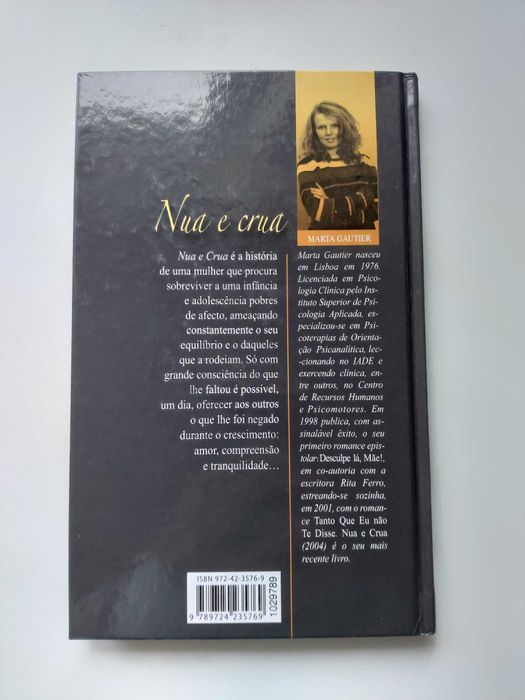 Nua e crua
Nua e Crua é a história
de uma mulher que procura
sobreviver a uma infância
e adolescência pobres
de afecto, ameaçando
constantemente o seu
equilíbrio e o daqueles
que a rodeiam. Só com
grande consciência do que
lhe faltou é possível,
um dia, oferecer aos outros
o que lhe foi negado
durante o crescimento:
amor, compreensão
e tranquilidade…
MARTA GAUTIER
Marta Gautier nasceu
em Lisboa em 1976.
Licenciada em Psico-
logia Clínica pelo Ins-
tituto Superior de Psi-
cologia Aplicada, es-
pecializou-se em Psi-
coterapias de Orienta-
ção Psicanalítica, lec-
cionando no IADE e
exercendo clínica, en-
tre outros, no Centro
de Recursos Humanos
e Psicomotores. Em
1998 publica, com as-
sinalável êxito, o seu
primeiro romance epis-
tolar: Desculpe lá, Mãe!,
em co-autoria com a
escritora Rita Ferro,
estreando-se sozinha,
em 2001, com o roman-
ce Tanto Que Eu não
Te Disse. Nua e Crua
(2004) é o seu mais
recente livro.
ISBN 972-42-3576-9
9 789724 235769
1029789